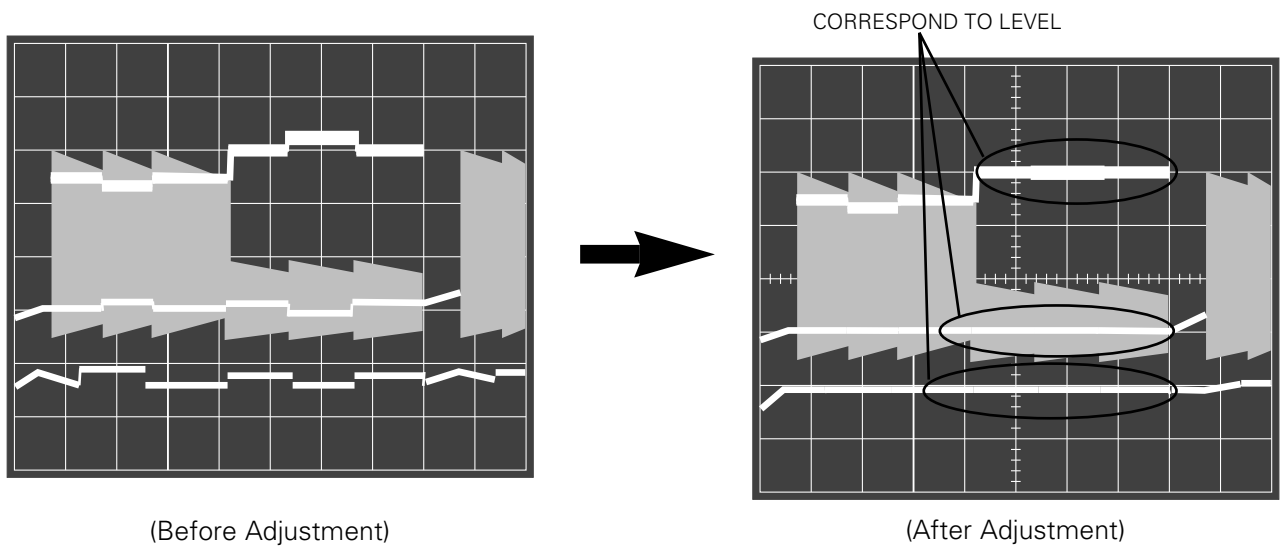 CORRESPOND TO LEVEL
(Before Adjustment)
(After Adjustment)